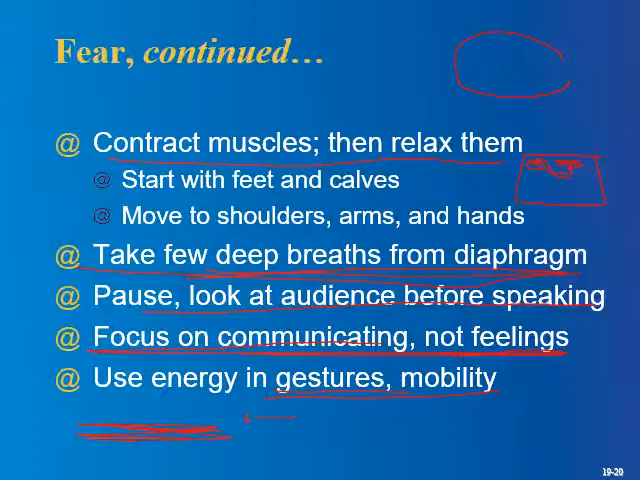 Fear, continued…
@ Contract muscles; then relax them
@ Start with feet and calves
@ Move to shoulders, arms, and hands
@ Take few deep breaths from diaphragm
@ Pause, look at audience before speaking
@ Focus on communicating, not feelings
@ Use energy in gestures, mobility
19-20